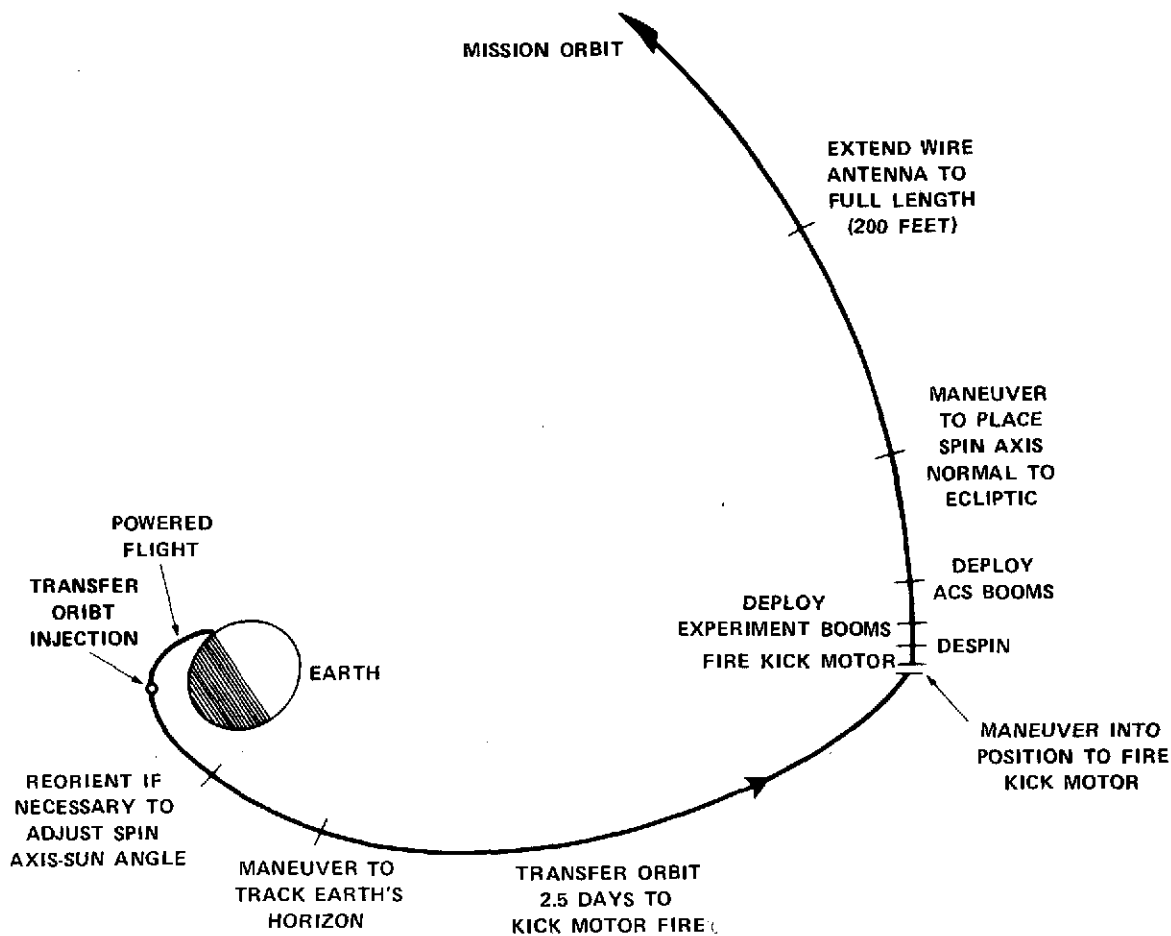 MISSION ORBIT
EXTEND WIRE
ANTENNA TO
FULL LENGTH
(200 FEET)
MANEUVER
TO PLACE
SPIN AXIS
NORMAL TO
ECLIPTIC
POWERED
FLIGHT
TRANSFER
ORIBT
INJECTION
EARTH
DEPLOY
ACS BOOMS
DEPLOY
EXPERIMENT BOOMS
DESPIN
FIRE KICK MOTOR
MANEUVER INTO
POSITION TO FIRE
KICK MOTOR
REORIENT IF
NECESSARY TO
ADJUST SPIN
AXIS-SUN ANGLE
MANEUVER TO
TRACK EARTH'S
HORIZON
TRANSFER ORBIT
2.5 DAYS TO
KICK MOTOR FIRE